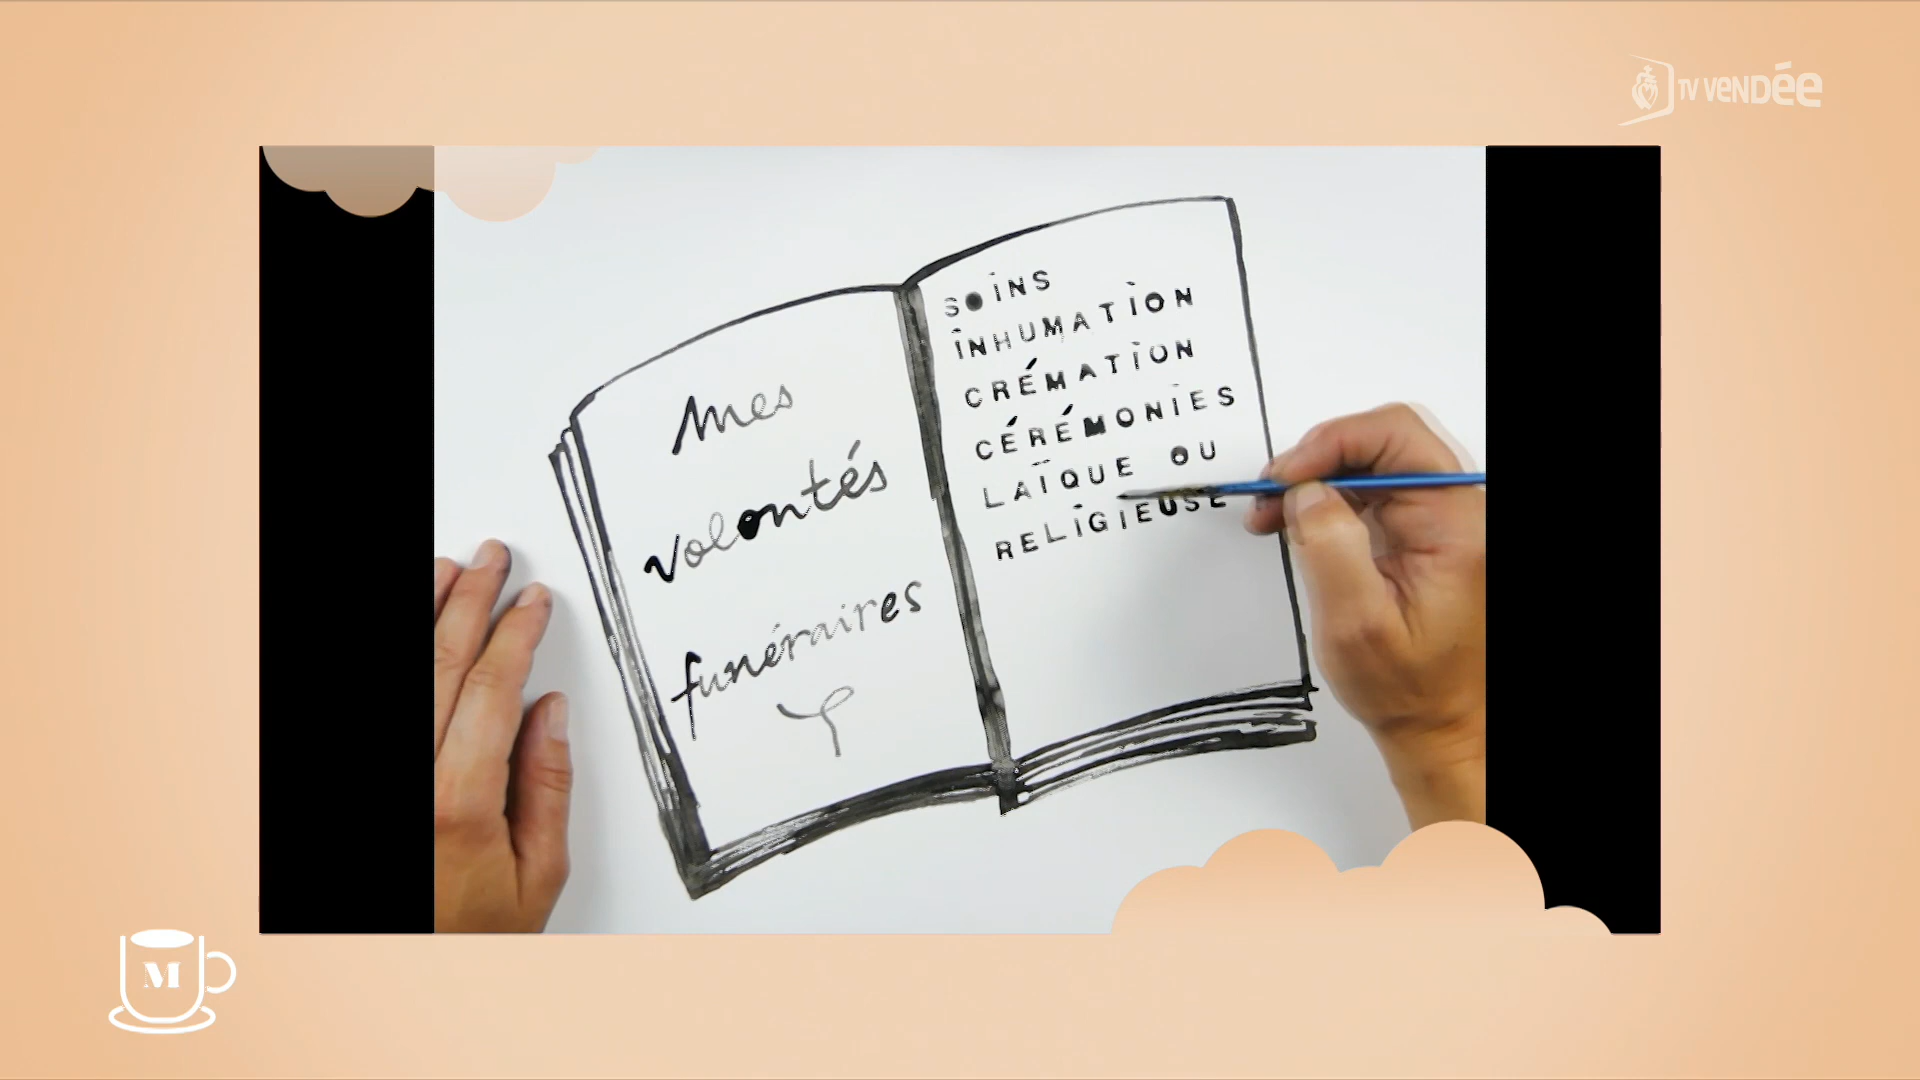 TV VENDÉE
Mes
volontés
funéraires
SOINS
INHUMATION
CRÉMATION
CÉRÉMONIES
LAÏQUE OU
RELIGIEUSE
M